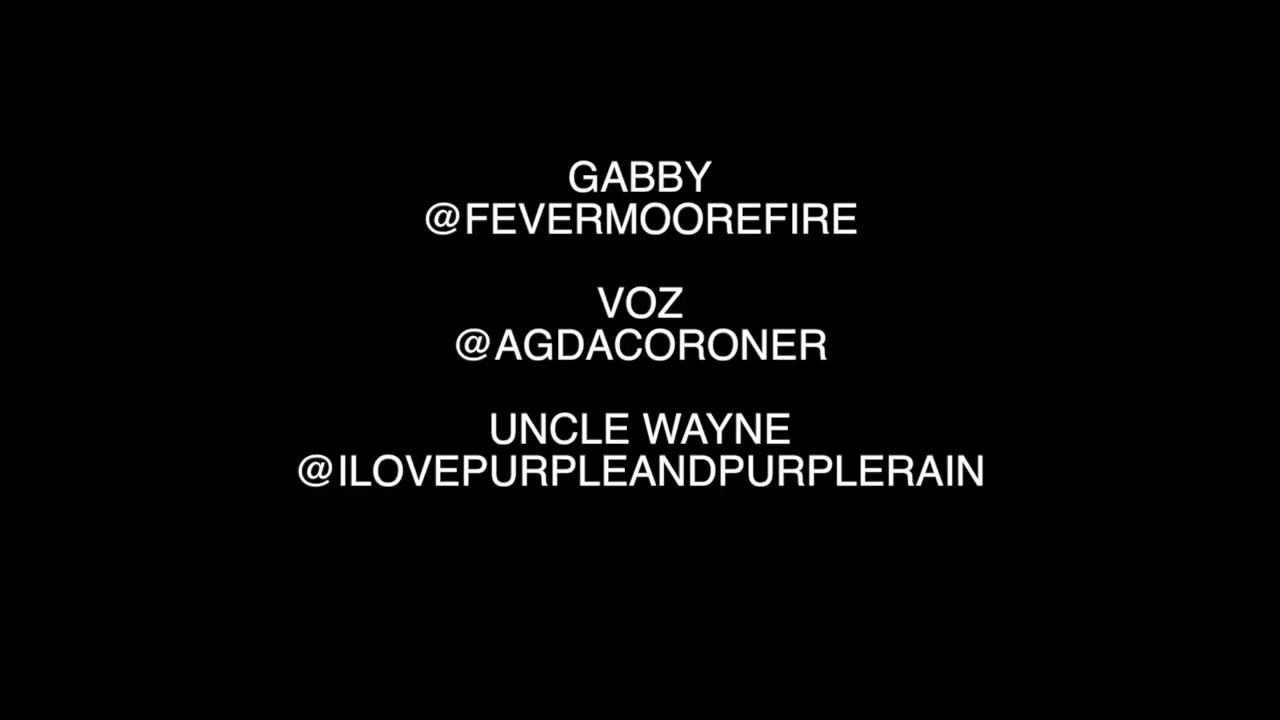 GABBY
@FEVERMOOREFIRE
VOZ
@AGDACORONER
UNCLE WAYNE
@ILOVEPURPLEANDPURPLERAIN